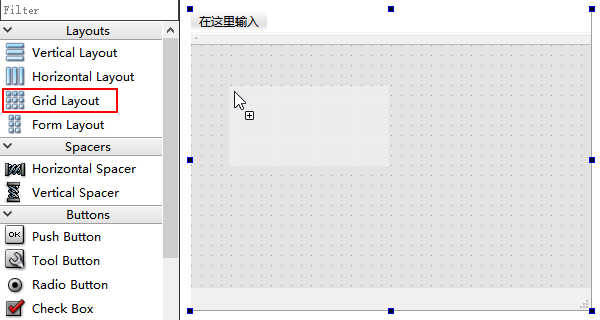 Filter
Layouts
Vertical Layout
Horizontal Layout
Grid Layout
Form Layout
Spacers
Horizontal Spacer
Vertical Spacer
Buttons
OK Push Button
Tool Button
Radio Button
Check Box
在这里输入